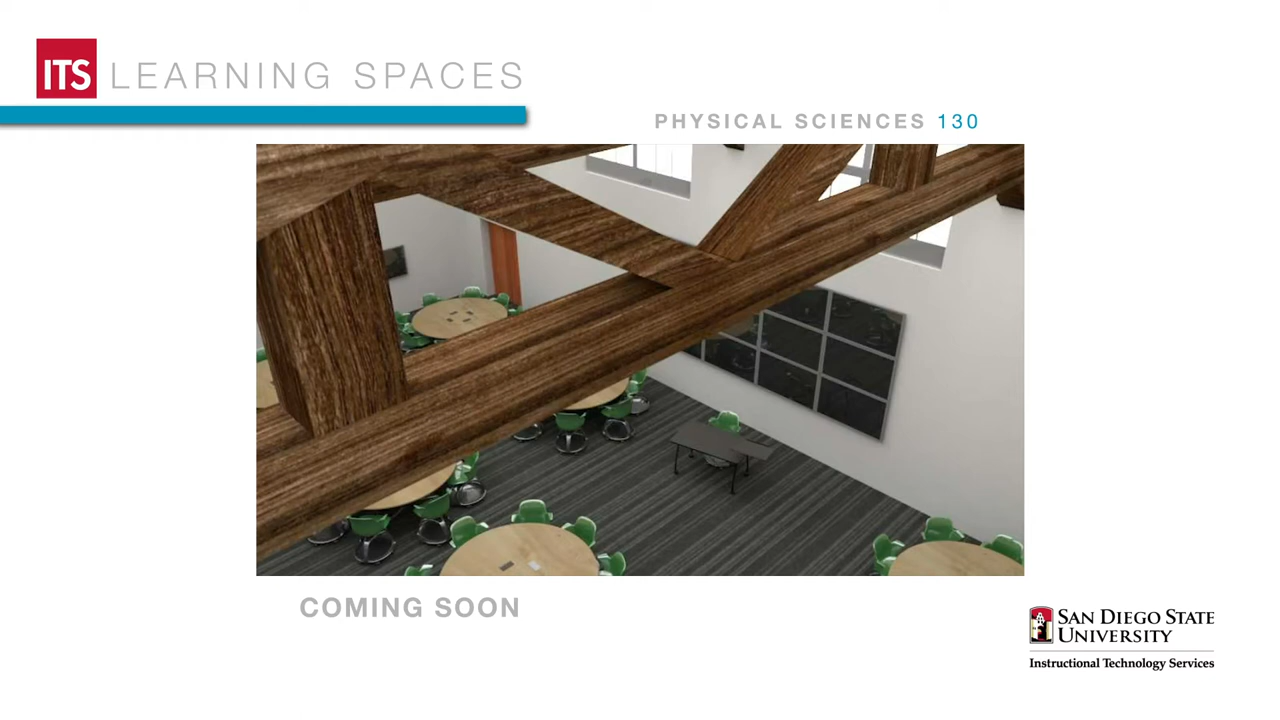 ITS LEARNING SPACES
PHYSICAL SCIENCES 130
COMING SOON
SAN DIEGO STATE
UNIVERSITY
Instructional Technology Services